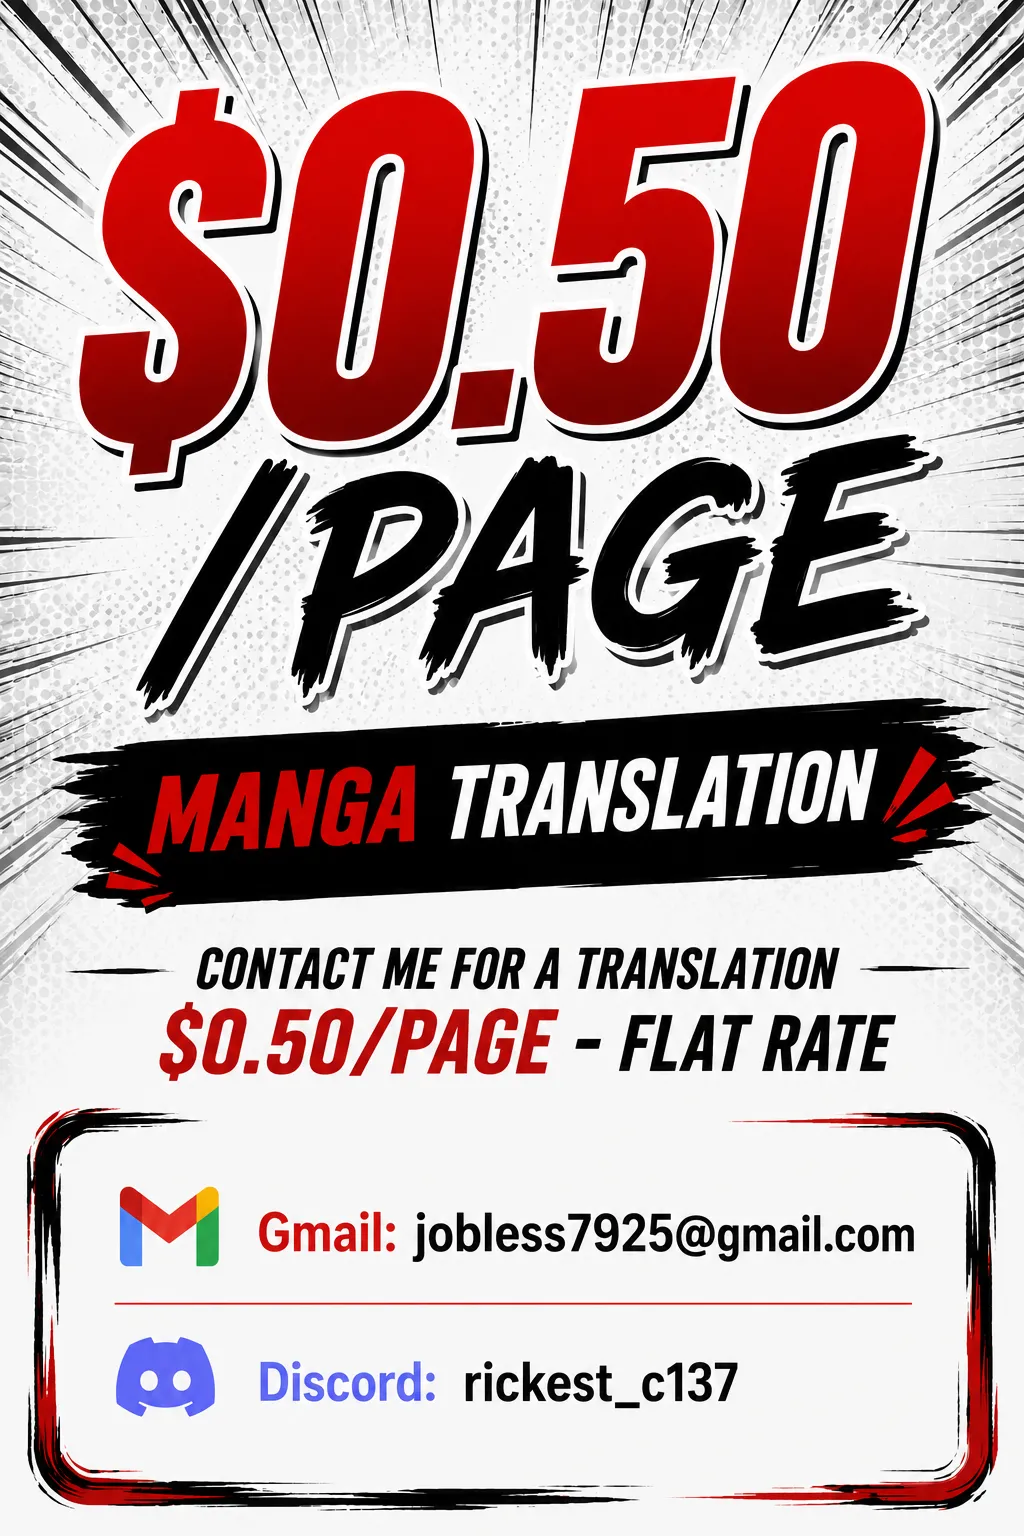 $0.50
/PAGE
MANGA TRANSLATION
CONTACT ME FOR A TRANSLATION
$0.50/PAGE - FLAT RATE
Gmail: jobless7925@gmail.com
Discord: rickest_c137